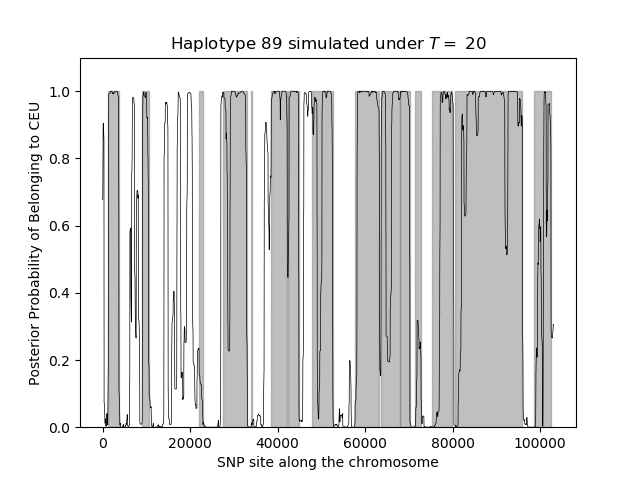 Haplotype 89 simulated under T = 20
Posterior Probability of Belonging to CEU
1.0
0.8
0.6
0.4
0.2
0.0
0 20000 40000 60000 80000 100000
SNP site along the chromosome